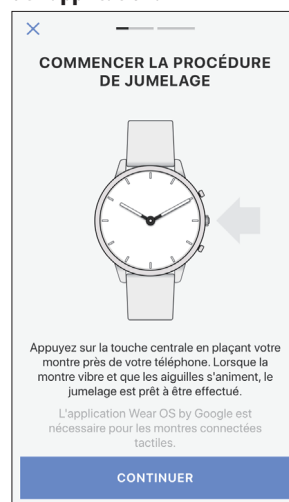 COMMENCER LA PROCÉDURE
DE JUMELAGE
Appuyez sur la touche centrale en plaçant votre
montre près de votre téléphone. Lorsque la
montre vibre et que les aiguilles s'animent, le
jumelage est prêt à être effectué.
L'application Wear OS by Google est
nécessaire pour les montres connectées
tactiles.
CONTINUER